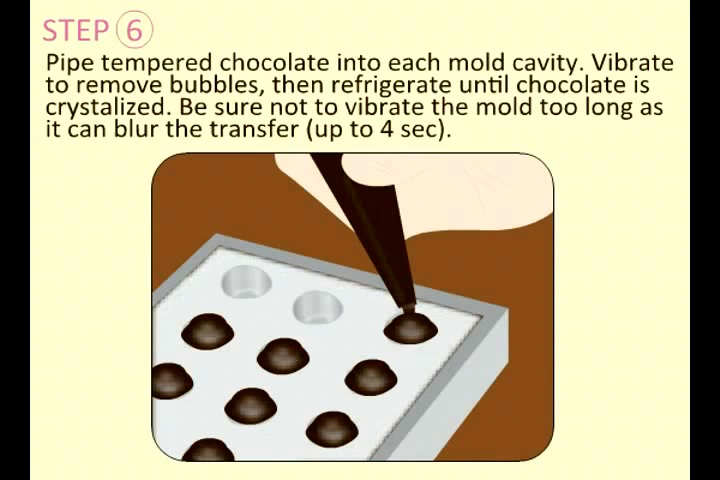 STEP 6
Pipe tempered chocolate into each mold cavity. Vibrate
to remove bubbles, then refrigerate until chocolate is
crystalized. Be sure not to vibrate the mold too long as
it can blur the transfer (up to 4 sec).